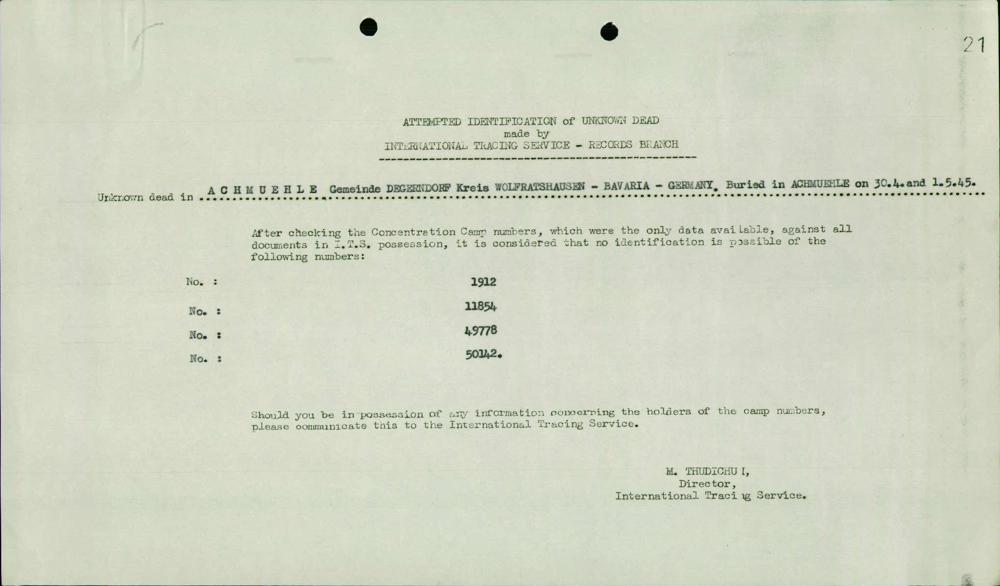 21
ATTEMPTED IDENTIFICATION of UNKNOWN DEAD
made by
INTERNATIONAL TRACING SERVICE - RECORDS BRANCH
Unknown dead in A C H M U E H L E Gemeinde DEGERNDORF Kreis WOLFRATSHAUSEN - BAVARIA - GERMANY. Buried in ACHMUEHLE on 30.4.and 1.5.45.
After checking the Concentration Camp numbers, which were the only data available, against all
documents in I.T.S. possession, it is considered that no identification is possible of the
following numbers:
No. : 1912
No. : 11854
No. : 49778
No. : 50142.
Should you be in possession of any information concerning the holders of the camp numbers,
please communicate this to the International Tracing Service.
M. THUDICHU I,
Director,
International Traci g Service.